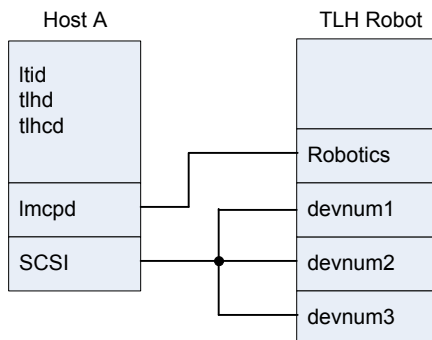 Host A
TLH Robot
ltid
tlhd
tlhcd
Robotics
lmcpd
devnum1
SCSI
devnum2
devnum3